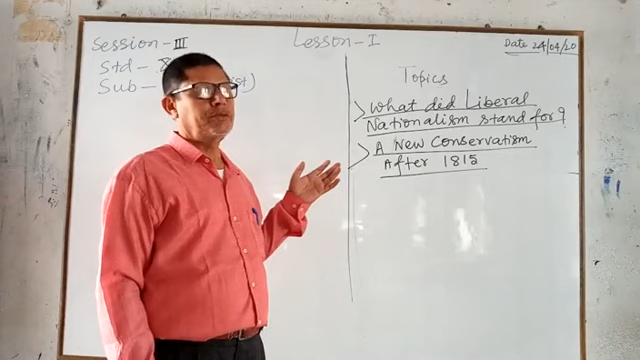 Session - III
Lesson - I
Date 24/04/20
Std -
Sub -
Topics
> What did Liberal
Nationalism stand for?
> A New Conservatism
After 1815